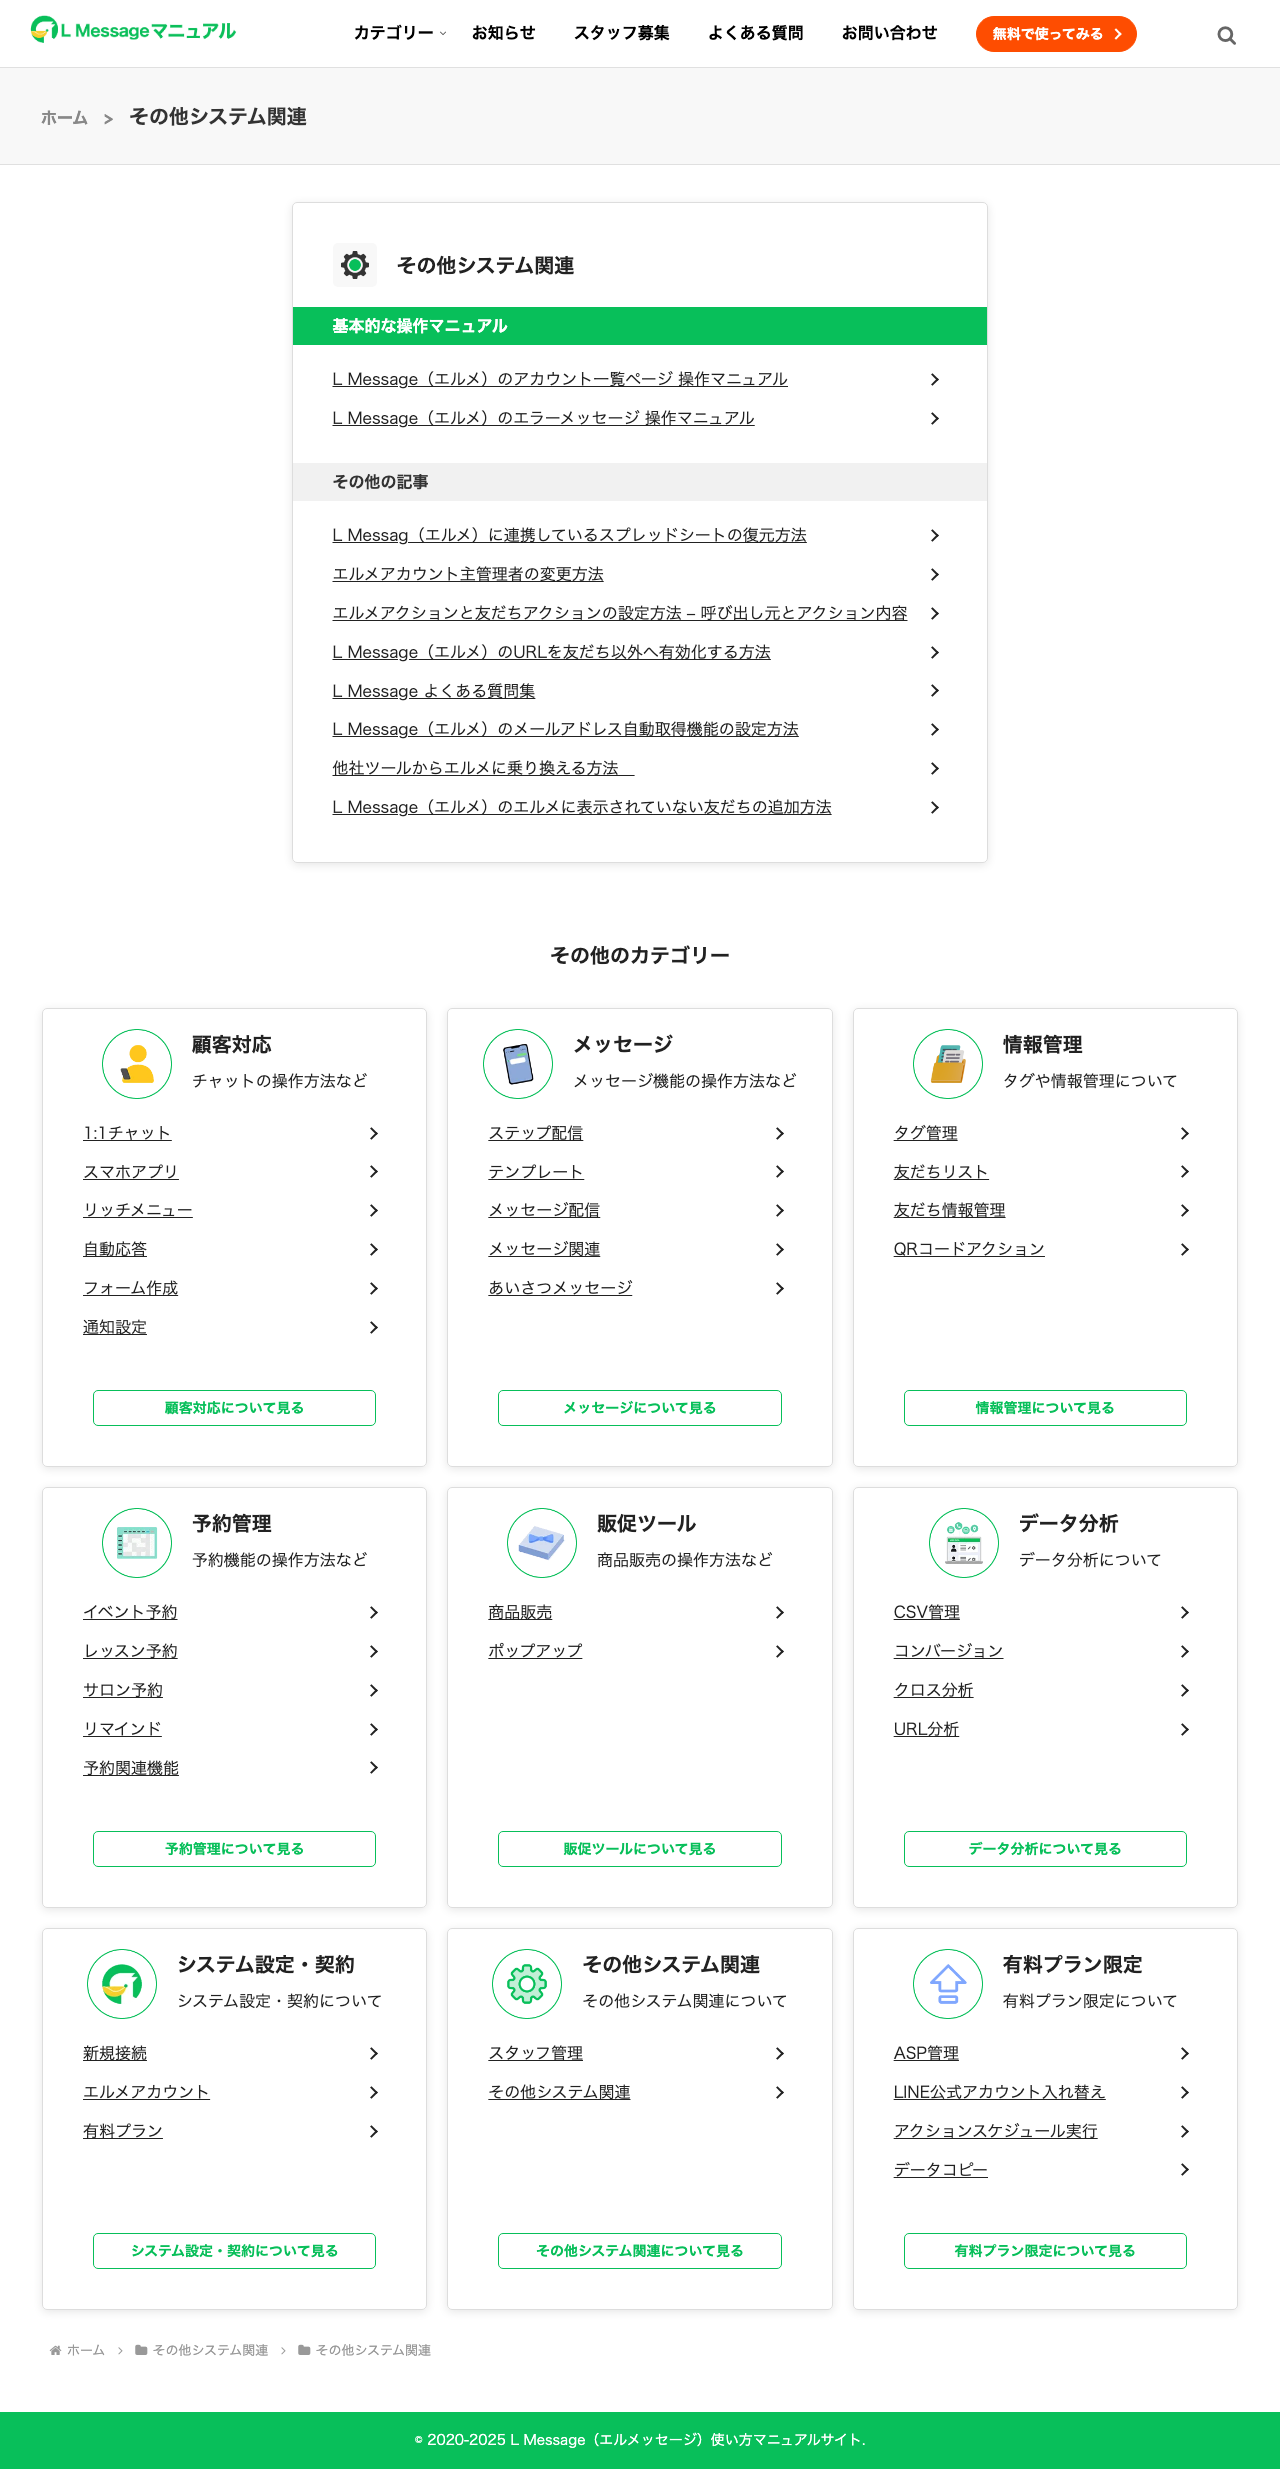 L Messageマニュアル
カテゴリー
お知らせ
スタッフ募集
よくある質問
お問い合わせ
無料で使ってみる
ホーム > その他システム関連
その他システム関連
基本的な操作マニュアル
L Message（エルメ）のアカウント一覧ページ 操作マニュアル
L Message（エルメ）のエラーメッセージ 操作マニュアル
その他の記事
L Messag（エルメ）に連携しているスプレッドシートの復元方法
エルメアカウント主管理者の変更方法
エルメアクションと友だちアクションの設定方法 – 呼び出し元とアクション内容
L Message（エルメ）のURLを友だち以外へ有効化する方法
L Message よくある質問集
L Message（エルメ）のメールアドレス自動取得機能の設定方法
他社ツールからエルメに乗り換える方法
L Message（エルメ）のエルメに表示されていない友だちの追加方法
その他のカテゴリー
顧客対応
チャットの操作方法など
1:1チャット
スマホアプリ
リッチメニュー
自動応答
フォーム作成
通知設定
顧客対応について見る
メッセージ
メッセージ機能の操作方法など
ステップ配信
テンプレート
メッセージ配信
メッセージ関連
あいさつメッセージ
メッセージについて見る
情報管理
タグや情報管理について
タグ管理
友だちリスト
友だち情報管理
QRコードアクション
情報管理について見る
予約管理
予約機能の操作方法など
イベント予約
レッスン予約
サロン予約
リマインド
予約関連機能
予約管理について見る
販促ツール
商品販売の操作方法など
商品販売
ポップアップ
販促ツールについて見る
データ分析
データ分析について
CSV管理
コンバージョン
クロス分析
URL分析
データ分析について見る
システム設定・契約
システム設定・契約について
新規接続
エルメアカウント
有料プラン
システム設定・契約について見る
その他システム関連
その他システム関連について
スタッフ管理
その他システム関連
その他システム関連について見る
有料プラン限定
有料プラン限定について
ASP管理
LINE公式アカウント入れ替え
アクションスケジュール実行
データコピー
有料プラン限定について見る
ホーム > その他システム関連 > その他システム関連
© 2020-2025 L Message（エルメッセージ）使い方マニュアルサイト.